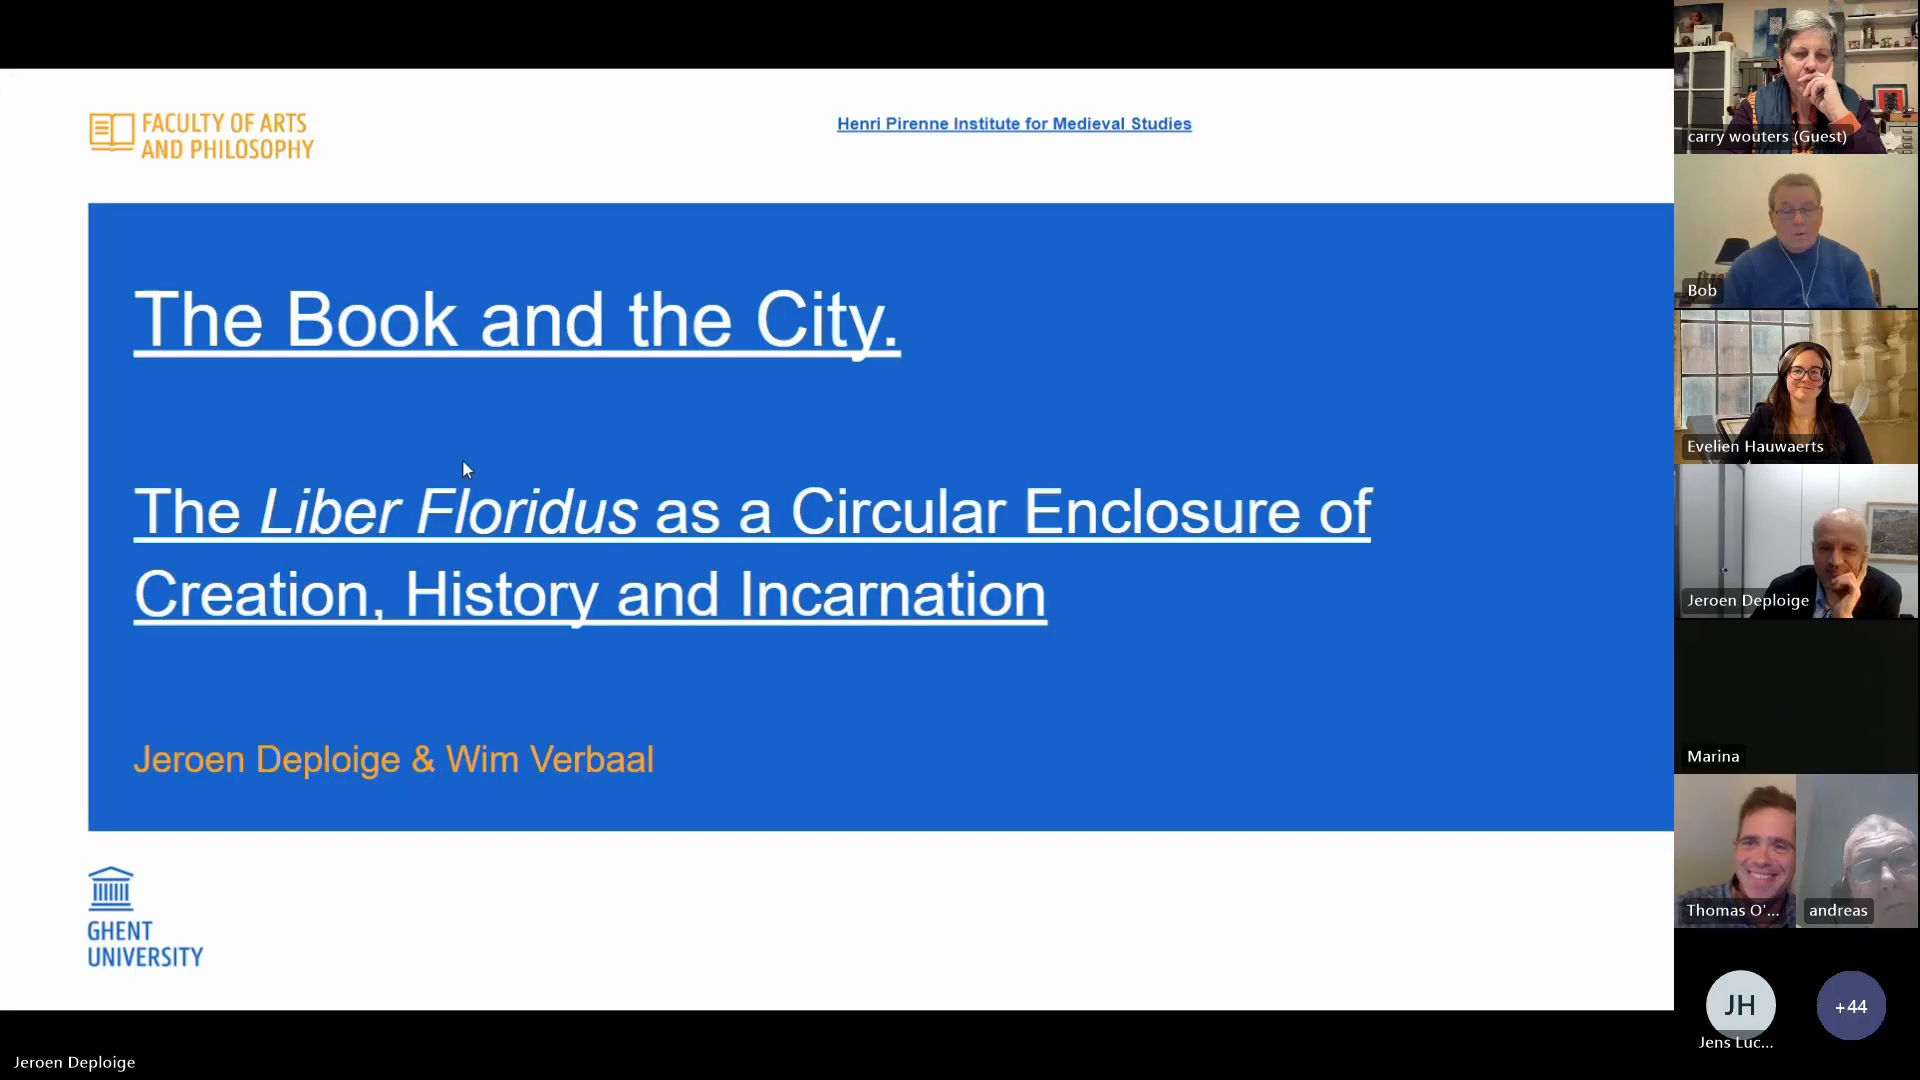 FACULTY OF ARTS
AND PHILOSOPHY
Henri Pirenne Institute for Medieval Studies
The Book and the City.
The Liber Floridus as a Circular Enclosure of
Creation, History and Incarnation
Jeroen Deploige & Wim Verbaal
GHENT
UNIVERSITY
Jeroen Deploige
carry wouters (Guest)
Bob
Evelien Hauwaerts
Jeroen Deploige
Marina
Thomas O'...
andreas
JH
+44
Jens Luc...